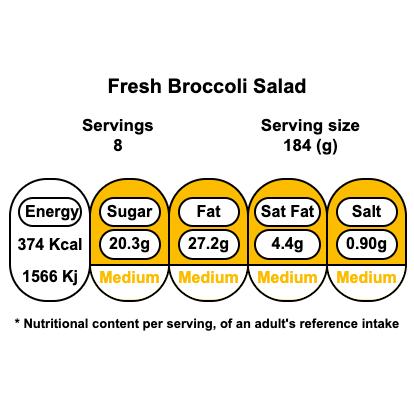 Fresh Broccoli Salad
Servings Serving size
8 184 (g)
Energy Sugar Fat Sat Fat Salt
374 Kcal 20.3g 27.2g 4.4g 0.90g
1566 Kj Medium Medium Medium Medium
* Nutritional content per serving, of an adult's reference intake